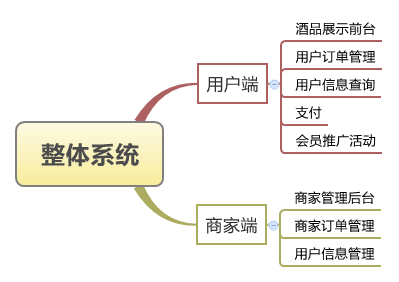 整体系统
用户端
酒品展示前台
用户订单管理
用户信息查询
支付
会员推广活动
商家端
商家管理后台
商家订单管理
用户信息管理